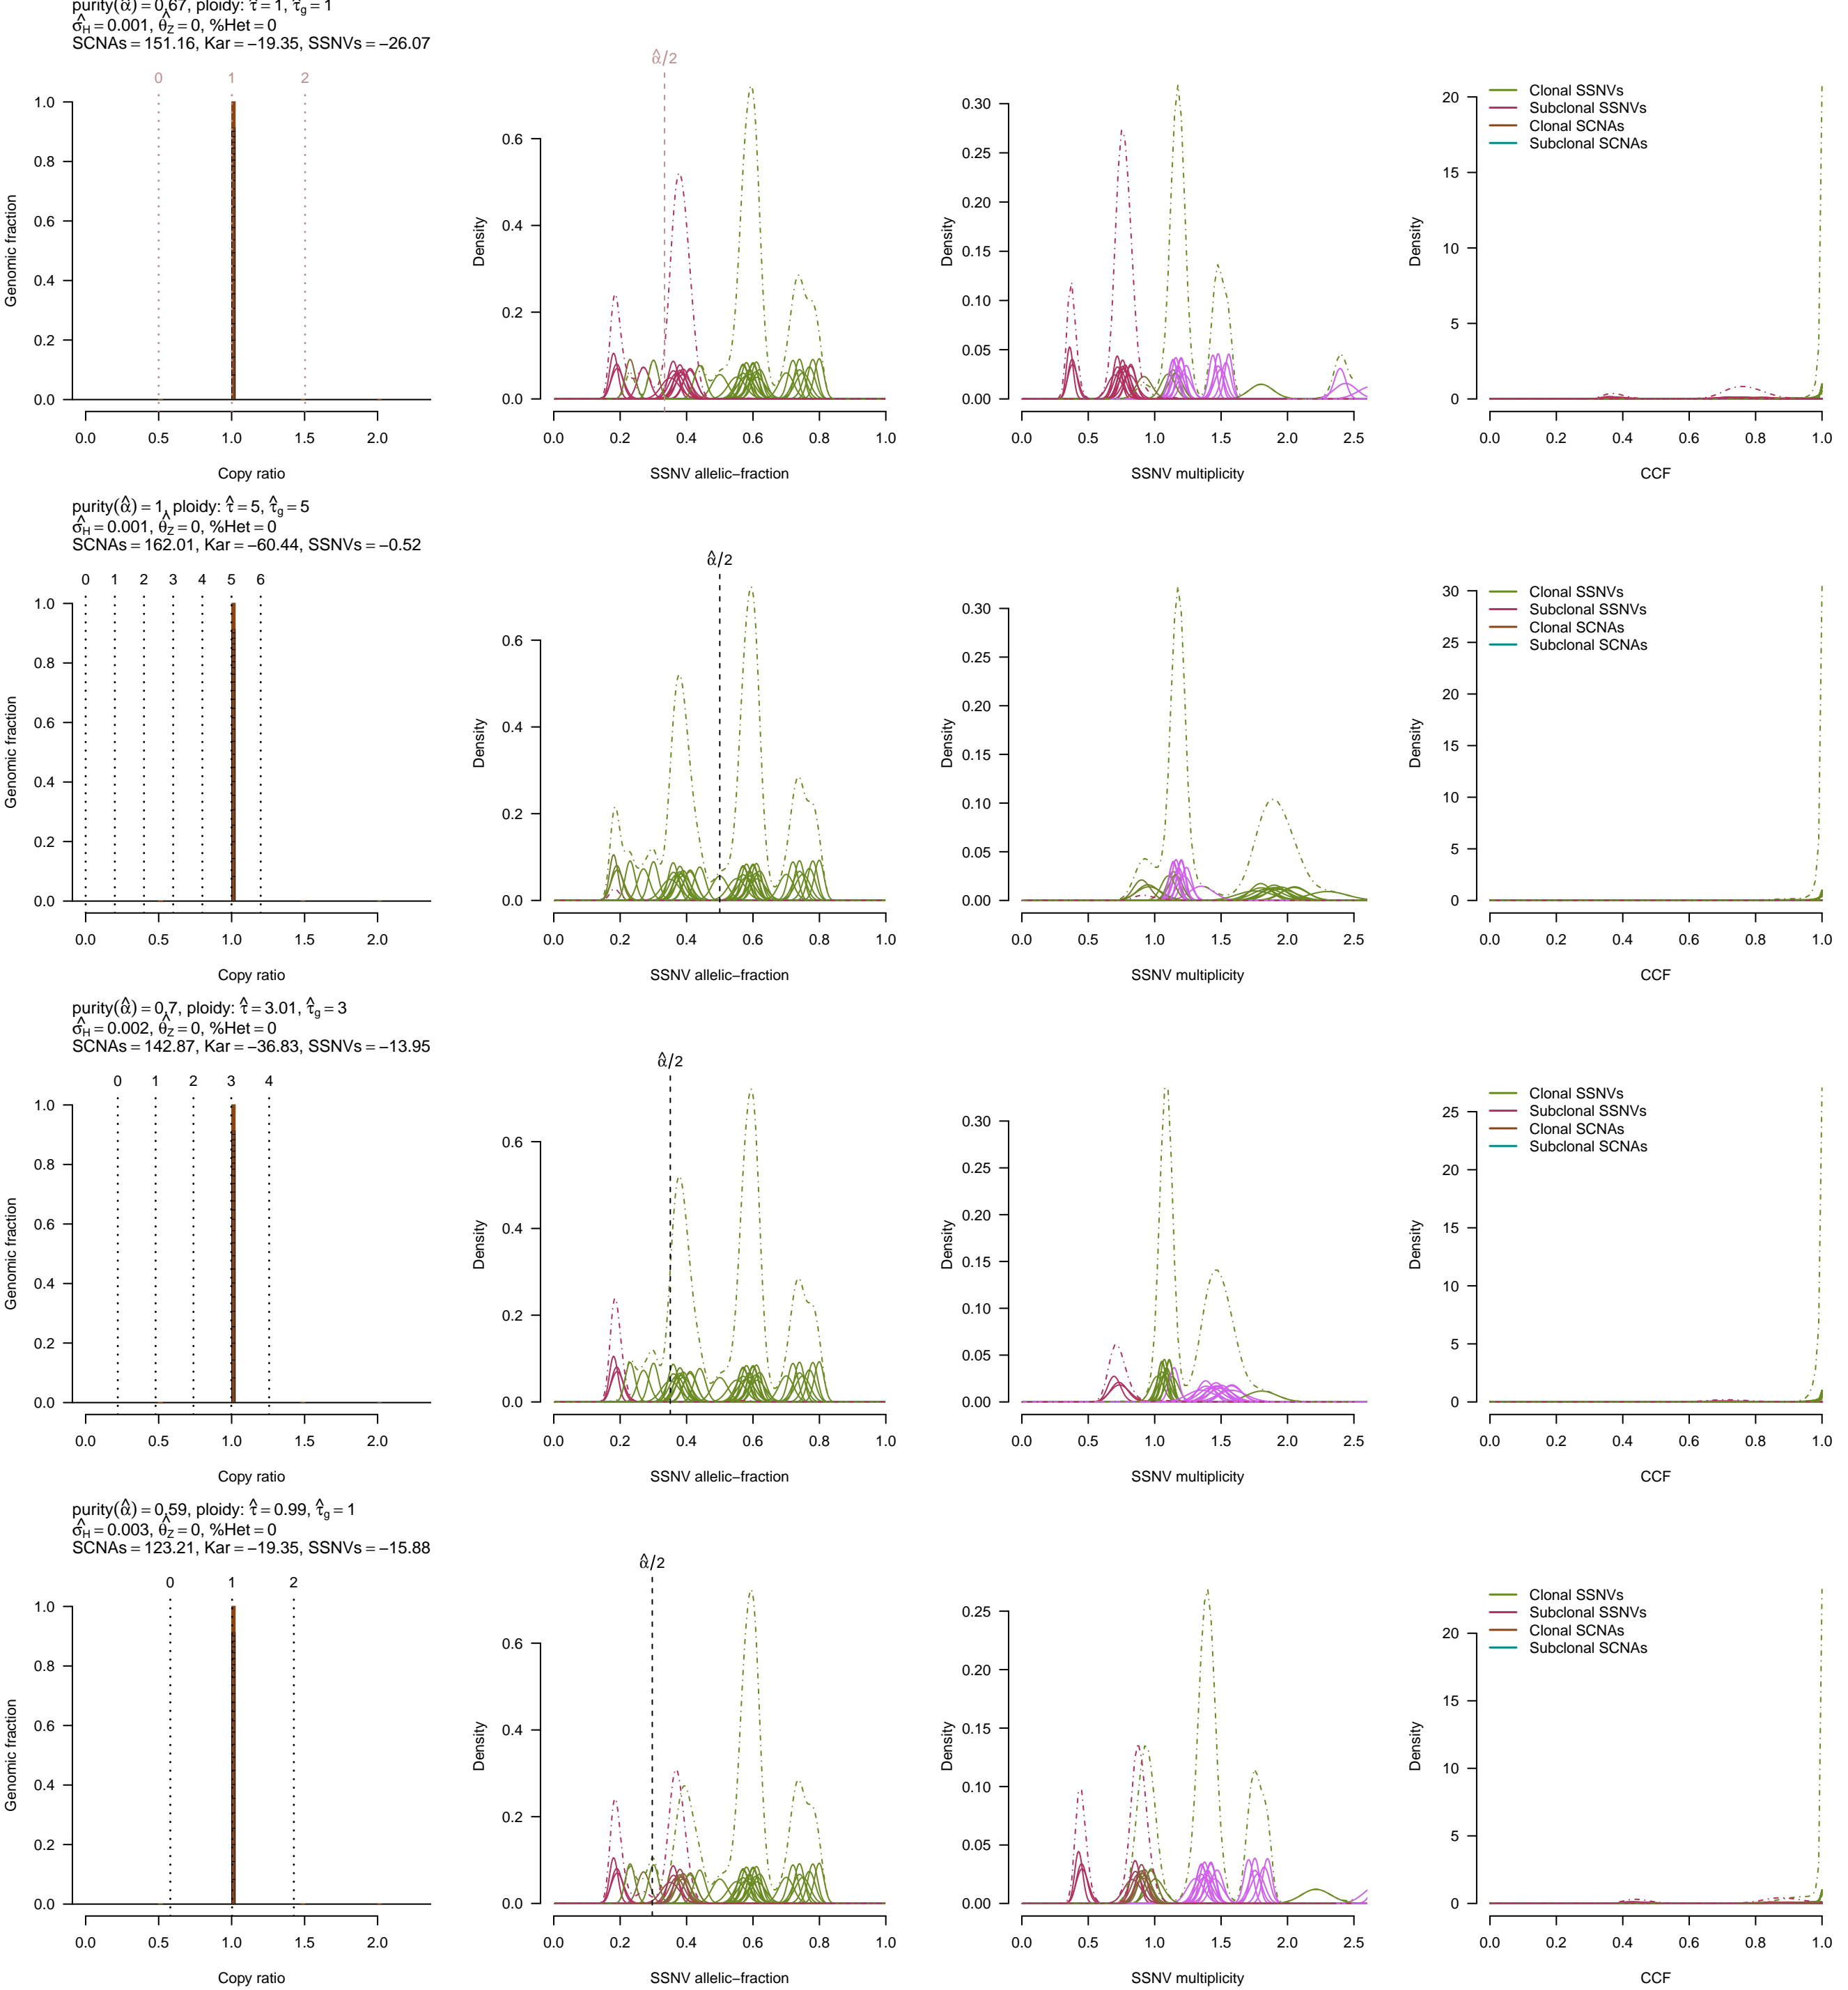 purity(α̂) = 0.67, ploidy: τ̂ = 1, τ̂g = 1
σ̂H = 0.001, θ̂Z = 0, %Het = 0
SCNAs = 151.16, Kar = −19.35, SSNVs = −26.07
0 1 2
Genomic fraction
1.0
0.8
0.6
0.4
0.2
0.0
0.0 0.5 1.0 1.5 2.0
Copy ratio
α̂/2
Density
0.6
0.4
0.2
0.0
0.0 0.2 0.4 0.6 0.8 1.0
SSNV allelic−fraction
Density
0.30
0.25
0.20
0.15
0.10
0.05
0.00
0.0 0.5 1.0 1.5 2.0 2.5
SSNV multiplicity
Density
20
15
10
5
0
Clonal SSNVs
Subclonal SSNVs
Clonal SCNAs
Subclonal SCNAs
0.0 0.2 0.4 0.6 0.8 1.0
CCF
purity(α̂) = 1, ploidy: τ̂ = 5, τ̂g = 5
σ̂H = 0.001, θ̂Z = 0, %Het = 0
SCNAs = 162.01, Kar = −60.44, SSNVs = −0.52
0 1 2 3 4 5 6
Genomic fraction
1.0
0.8
0.6
0.4
0.2
0.0
0.0 0.5 1.0 1.5 2.0
Copy ratio
α̂/2
Density
0.6
0.4
0.2
0.0
0.0 0.2 0.4 0.6 0.8 1.0
SSNV allelic−fraction
Density
0.30
0.25
0.20
0.15
0.10
0.05
0.00
0.0 0.5 1.0 1.5 2.0 2.5
SSNV multiplicity
Density
30
25
20
15
10
5
0
Clonal SSNVs
Subclonal SSNVs
Clonal SCNAs
Subclonal SCNAs
0.0 0.2 0.4 0.6 0.8 1.0
CCF
purity(α̂) = 0.7, ploidy: τ̂ = 3.01, τ̂g = 3
σ̂H = 0.002, θ̂Z = 0, %Het = 0
SCNAs = 142.87, Kar = −36.83, SSNVs = −13.95
0 1 2 3 4
Genomic fraction
1.0
0.8
0.6
0.4
0.2
0.0
0.0 0.5 1.0 1.5 2.0
Copy ratio
α̂/2
Density
0.6
0.4
0.2
0.0
0.0 0.2 0.4 0.6 0.8 1.0
SSNV allelic−fraction
Density
0.30
0.25
0.20
0.15
0.10
0.05
0.00
0.0 0.5 1.0 1.5 2.0 2.5
SSNV multiplicity
Density
25
20
15
10
5
0
Clonal SSNVs
Subclonal SSNVs
Clonal SCNAs
Subclonal SCNAs
0.0 0.2 0.4 0.6 0.8 1.0
CCF
purity(α̂) = 0.59, ploidy: τ̂ = 0.99, τ̂g = 1
σ̂H = 0.003, θ̂Z = 0, %Het = 0
SCNAs = 123.21, Kar = −19.35, SSNVs = −15.88
0 1 2
Genomic fraction
1.0
0.8
0.6
0.4
0.2
0.0
0.0 0.5 1.0 1.5 2.0
Copy ratio
α̂/2
Density
0.6
0.4
0.2
0.0
0.0 0.2 0.4 0.6 0.8 1.0
SSNV allelic−fraction
Density
0.25
0.20
0.15
0.10
0.05
0.00
0.0 0.5 1.0 1.5 2.0 2.5
SSNV multiplicity
Density
20
15
10
5
0
Clonal SSNVs
Subclonal SSNVs
Clonal SCNAs
Subclonal SCNAs
0.0 0.2 0.4 0.6 0.8 1.0
CCF